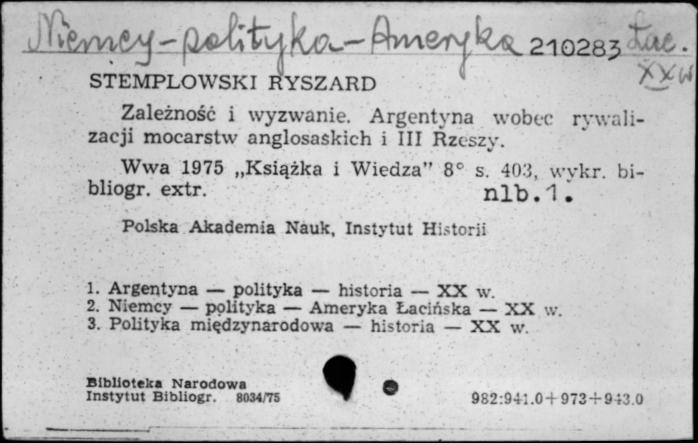 Niemcy - polityka - Ameryka 210283 Łac.
XX w
STEMPLOWSKI RYSZARD
Zależność i wyzwanie. Argentyna wobec rywali-
zacji mocarstw anglosaskich i III Rzeszy.
Wwa 1975 „Książka i Wiedza” 8° s. 403, wykr. bi-
bliogr. extr. nlb.1.
Polska Akademia Nauk, Instytut Historii
1. Argentyna — polityka — historia — XX w.
2. Niemcy — polityka — Ameryka Łacińska — XX w.
3. Polityka międzynarodowa — historia — XX w.
Biblioteka Narodowa
Instytut Bibliogr. 8034/75 982:941.0+973+943.0